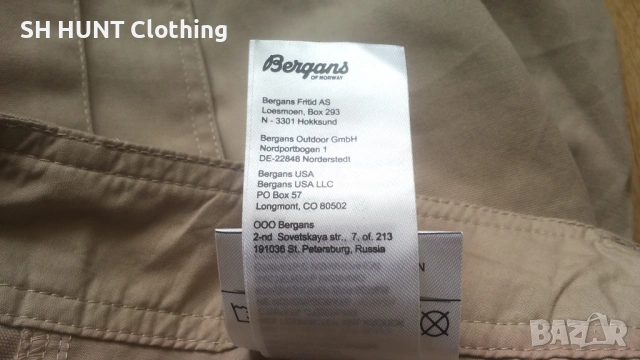 SH HUNT Clothing
Bergans
OF NORWAY
Bergans Fritid AS
Loesmoen, Box 293
N - 3301 Hokksund
Bergans Outdoor GmbH
Nordportbogen 1
DE-22848 Norderstedt
Bergans USA
Bergans USA LLC
PO Box 57
Longmont, CO 80502
OOO Bergans
2-nd Sovetskaya str., 7, of. 213
191036 St. Petersburg, Russia
N
BAZAR
bg